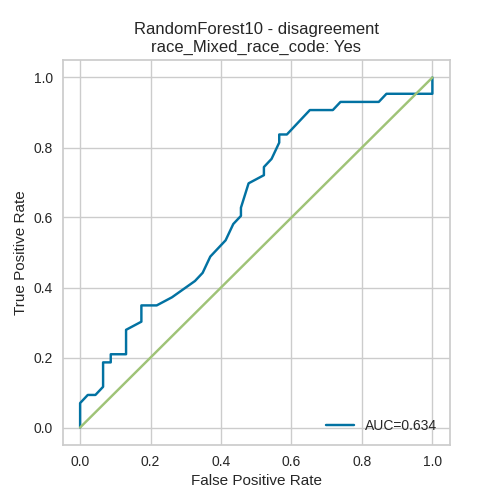 RandomForest10 - disagreement
race_Mixed_race_code: Yes
True Positive Rate
1.0
0.8
0.6
0.4
0.2
0.0
AUC=0.634
0.0 0.2 0.4 0.6 0.8 1.0
False Positive Rate